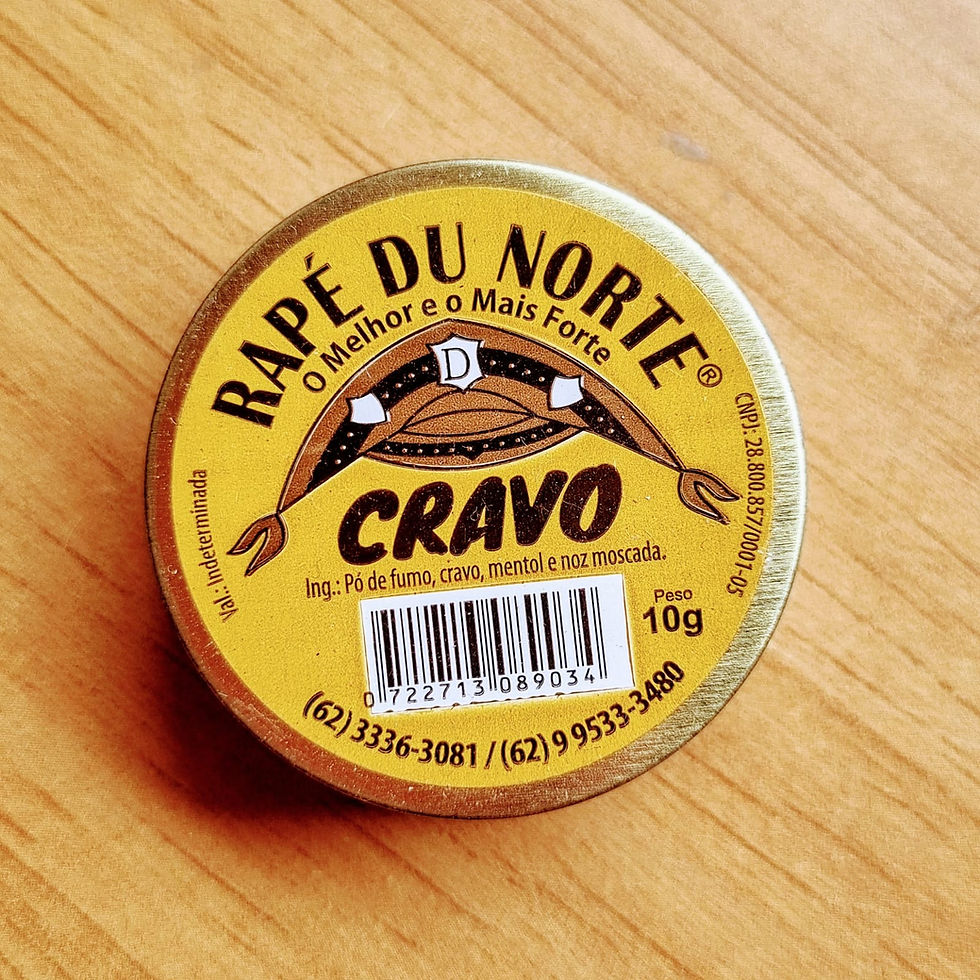 RAPÉ DU NORTE®
O Melhor e o Mais Forte
D
CRAVO
Ing.: Pó de fumo, cravo, mentol e noz moscada.
Val.: Indeterminada
CNPJ: 28.800.857/0001-05
Peso
10g
0 722713 089034
(62) 3336-3081 / (62) 9 9533-3480